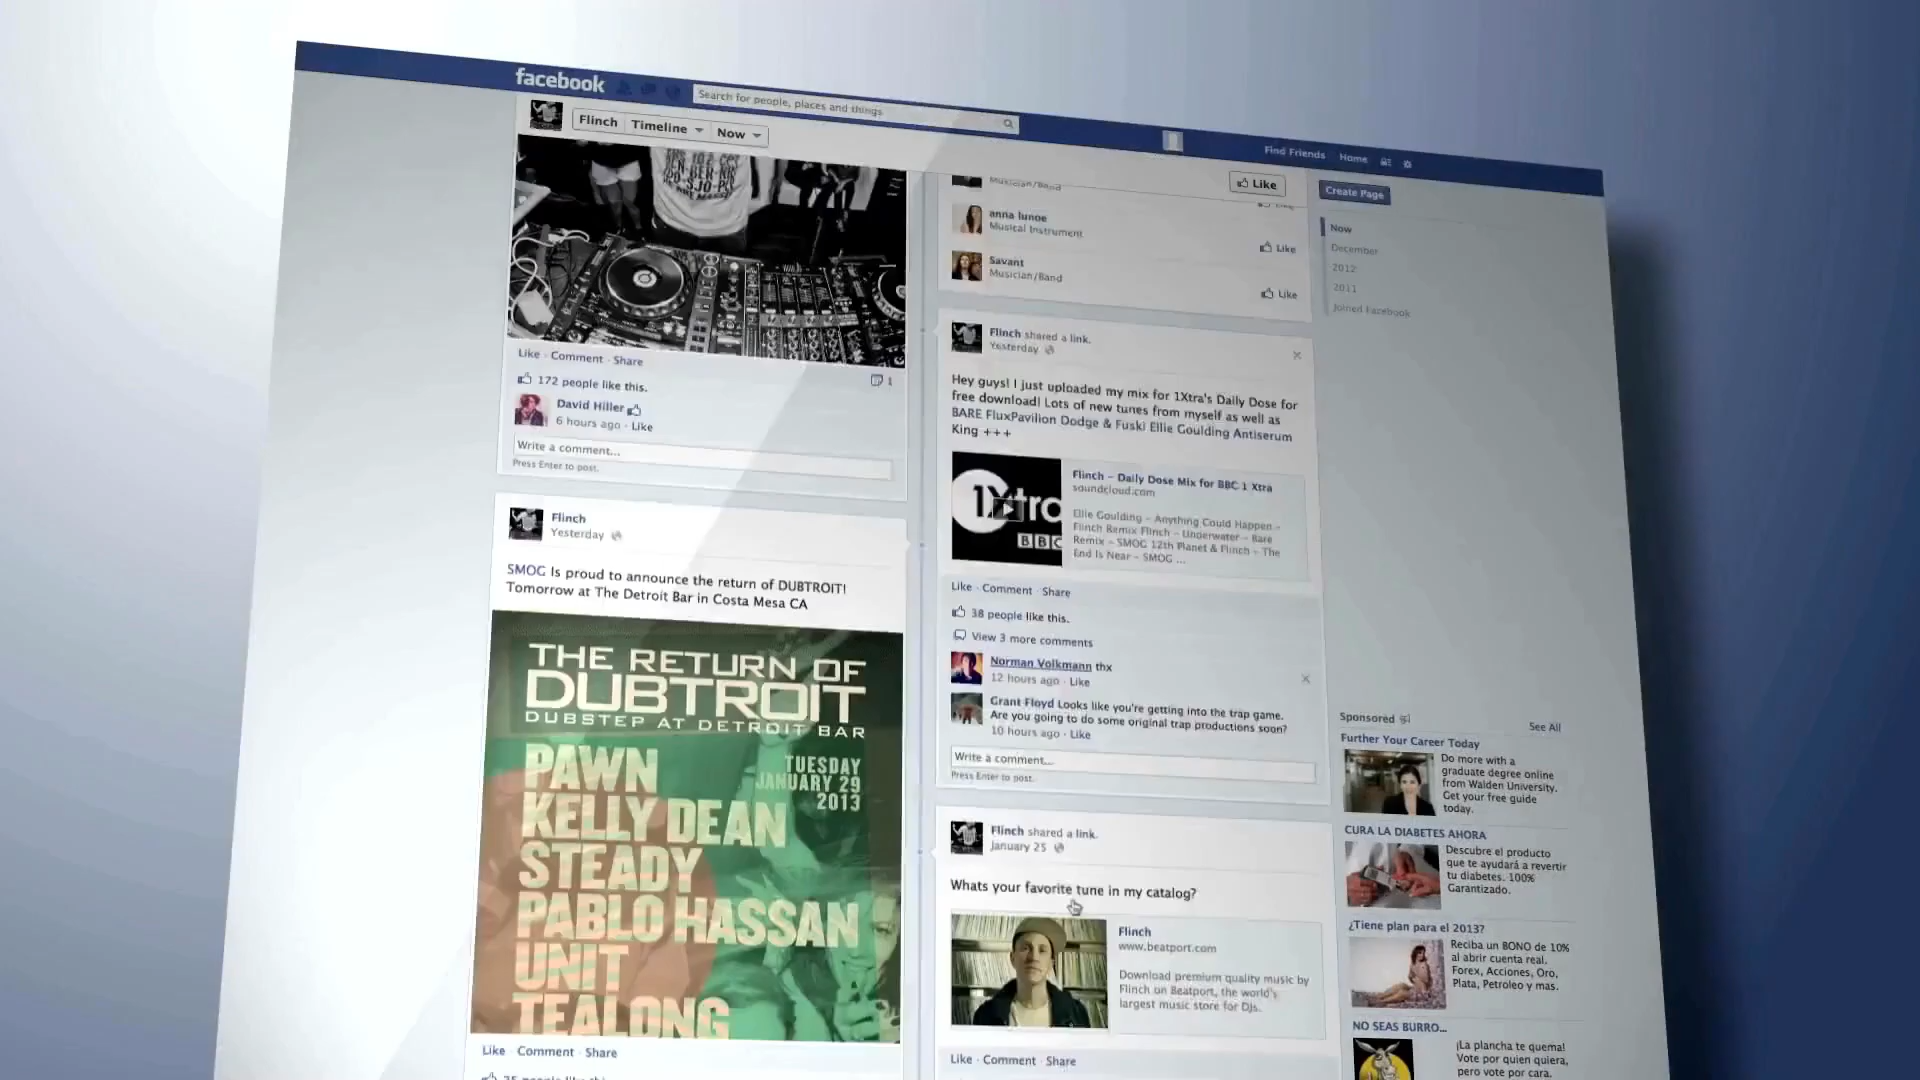 facebook
Search for people, places and things
Find Friends
Home
Flinch
Timeline
Now
Like
Create Page
Now
December
2012
2011
Joined Facebook
Musician/Band
anna lunoe
Musical Instrument
Like
Savant
Musician/Band
Like
Like · Comment · Share
172 people like this.
1
David Hiller
6 hours ago · Like
Write a comment...
Press Enter to post.
Flinch
Yesterday
SMOG Is proud to announce the return of DUBTROIT!
Tomorrow at The Detroit Bar in Costa Mesa CA
THE RETURN OF
DUBTROIT
DUBSTEP AT DETROIT BAR
TUESDAY
JANUARY 29
2013
PAWN
KELLY DEAN
STEADY
PABLO HASSAN
UNIT
TEALONG
Like · Comment · Share
Flinch shared a link.
Yesterday
Hey guys! I just uploaded my mix for 1Xtra's Daily Dose for
free download! Lots of new tunes from myself as well as
BARE FluxPavilion Dodge & Fuski Ellie Goulding Antiserum
King +++
1Xtra
BBC
Flinch – Daily Dose Mix for BBC 1 Xtra
soundcloud.com
Ellie Goulding – Anything Could Happen –
Flinch Remix Flinch – Underwater – Bare
Remix – SMOG 12th Planet & Flinch – The
End Is Near – SMOG ...
Like · Comment · Share
38 people like this.
View 3 more comments
Norman Volkmann thx
12 hours ago · Like
Grant Floyd Looks like you're getting into the trap game.
Are you going to do some original trap productions soon?
10 hours ago · Like
Write a comment...
Press Enter to post.
Flinch shared a link.
January 25
Whats your favorite tune in my catalog?
Flinch
www.beatport.com
Download premium quality music by
Flinch on Beatport, the world's
largest music store for DJs.
Like · Comment · Share
Sponsored
See All
Further Your Career Today
Do more with a
graduate degree online
from Walden University.
Get your free guide
today.
CURA LA DIABETES AHORA
Descubre el producto
que te ayudará a revertir
tu diabetes. 100%
Garantizado.
¿Tiene plan para el 2013?
Reciba un BONO de 10%
al abrir cuenta real.
Forex, Acciones, Oro,
Plata, Petroleo y mas.
NO SEAS BURRO...
¡La plancha te quema!
Vote por quien quiera,
pero vote por cara.